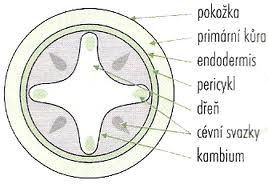 pokožka
primární kůra
endodermis
pericykl
dřeň
cévní svazky
kambium